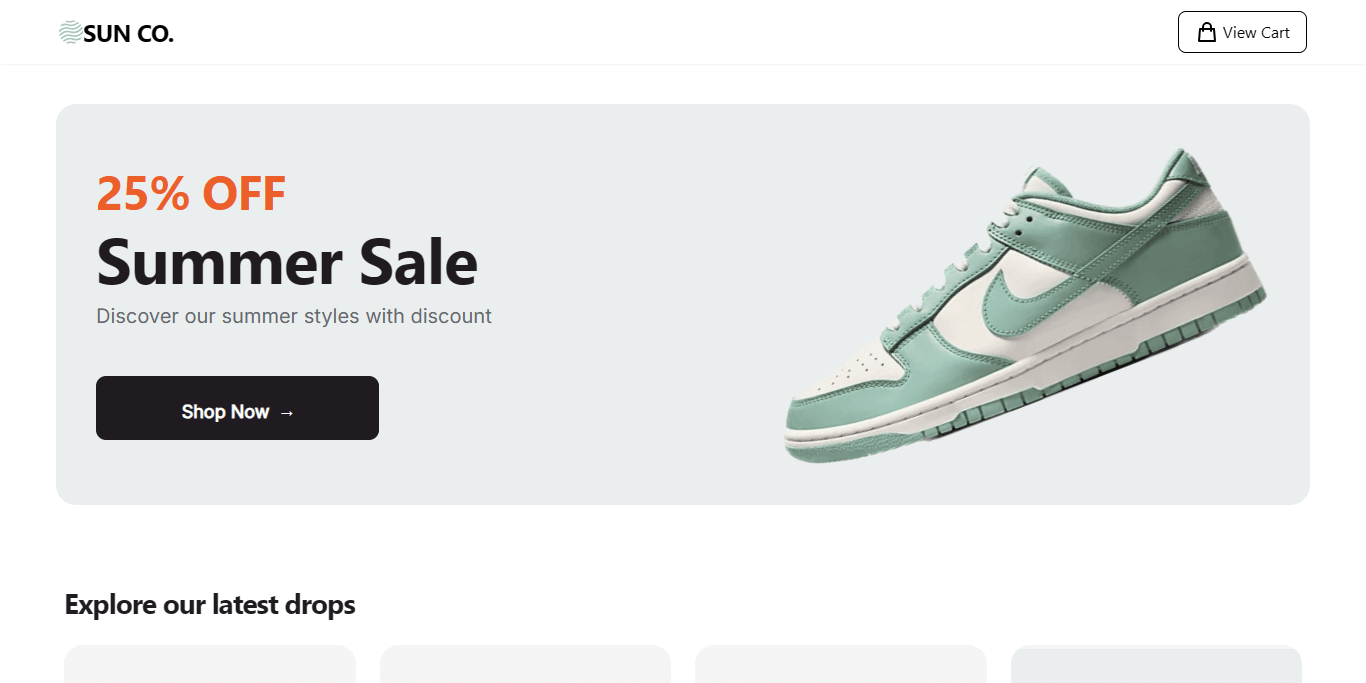 SUN CO.
View Cart
25% OFF
Summer Sale
Discover our summer styles with discount
Shop Now →
Explore our latest drops